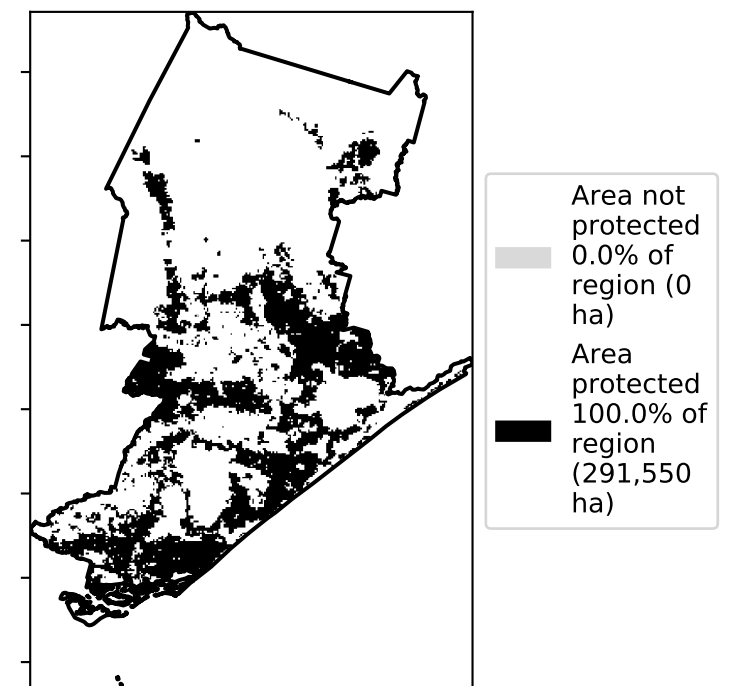 Area not
protected
0.0% of
region (0
ha)
Area
protected
100.0% of
region
(291,550
ha)